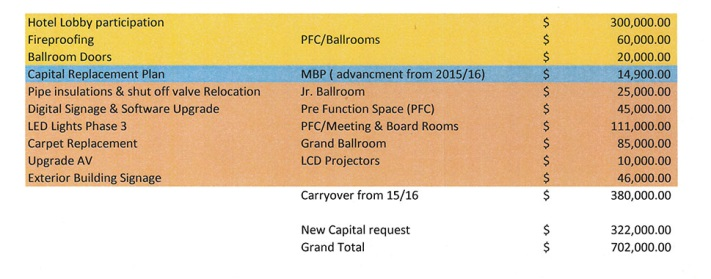 Hotel Lobby participation $ 300,000.00
Fireproofing PFC/Ballrooms $ 60,000.00
Ballroom Doors $ 20,000.00
Capital Replacement Plan MBP ( advancment from 2015/16) $ 14,900.00
Pipe insulations & shut off valve Relocation Jr. Ballroom $ 25,000.00
Digital Signage & Software Upgrade Pre Function Space (PFC) $ 45,000.00
LED Lights Phase 3 PFC/Meeting & Board Rooms $ 111,000.00
Carpet Replacement Grand Ballroom $ 85,000.00
Upgrade AV LCD Projectors $ 10,000.00
Exterior Building Signage $ 46,000.00
Carryover from 15/16 $ 380,000.00
New Capital request $ 322,000.00
Grand Total $ 702,000.00